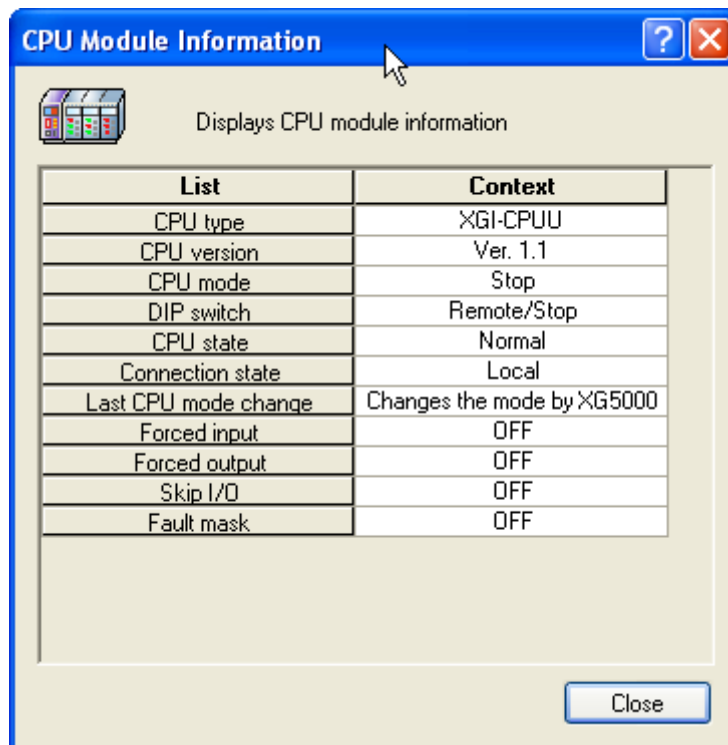 CPU Module Information
Displays CPU module information
List Context
CPU type XGI-CPUU
CPU version Ver. 1.1
CPU mode Stop
DIP switch Remote/Stop
CPU state Normal
Connection state Local
Last CPU mode change Changes the mode by XG5000
Forced input OFF
Forced output OFF
Skip I/O OFF
Fault mask OFF
Close